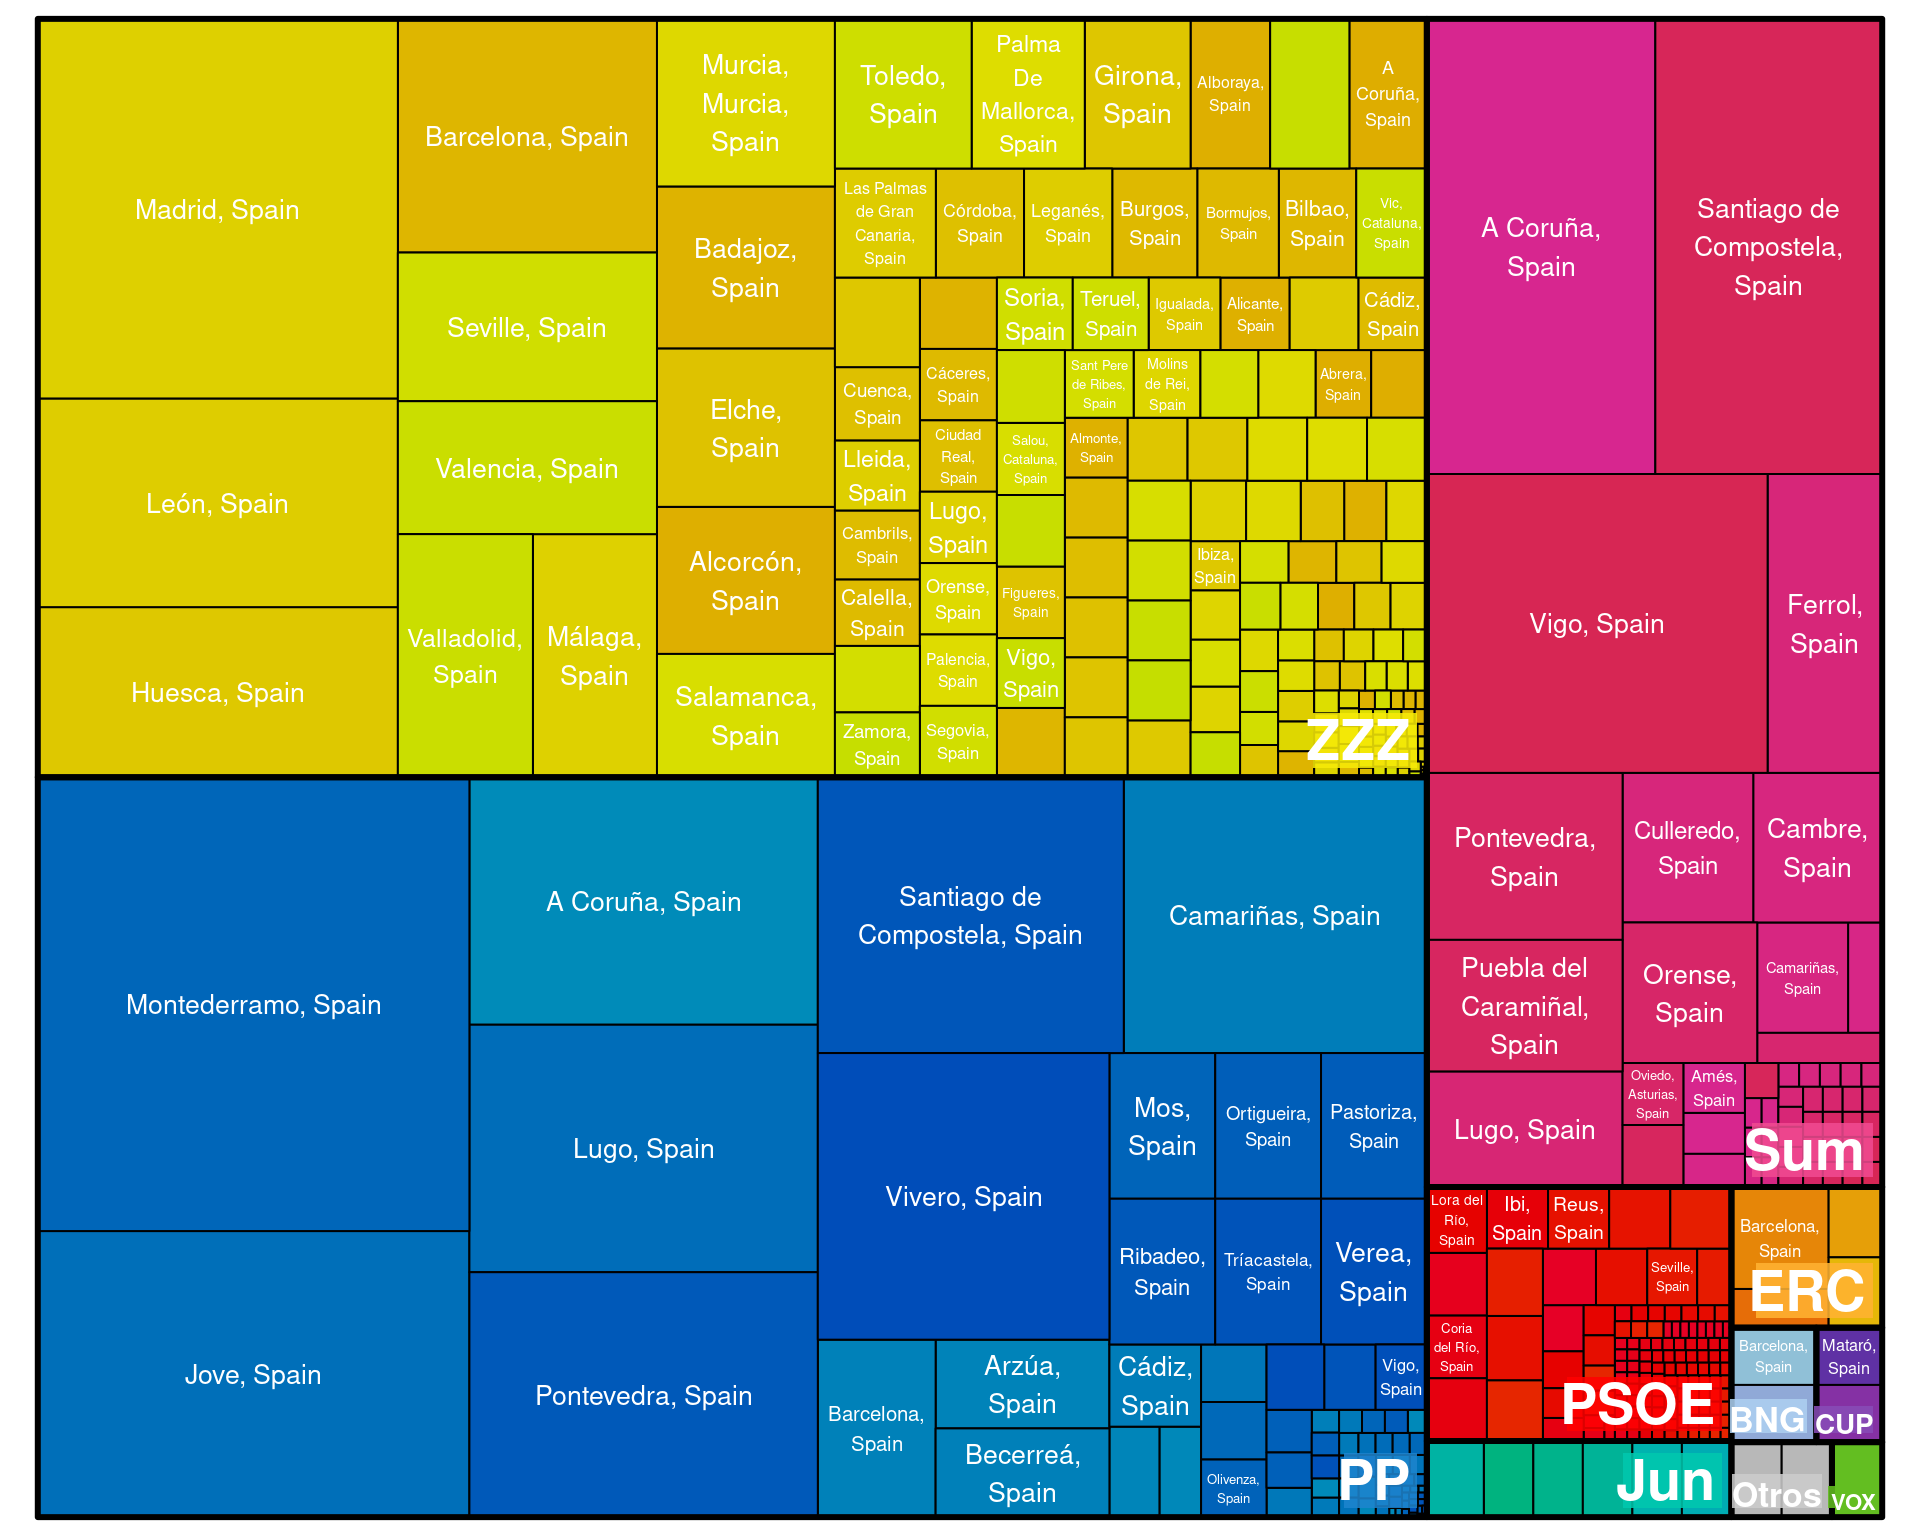 Madrid, Spain
León, Spain
Huesca, Spain
Barcelona, Spain
Seville, Spain
Valencia, Spain
Valladolid,
Spain
Málaga,
Spain
Murcia,
Murcia,
Spain
Badajoz,
Spain
Elche,
Spain
Alcorcón,
Spain
Salamanca,
Spain
Toledo,
Spain
Palma
De
Mallorca,
Spain
Girona,
Spain
Alboraya,
Spain
A
Coruña,
Spain
Las Palmas
de Gran
Canaria,
Spain
Córdoba,
Spain
Leganés,
Spain
Burgos,
Spain
Bormujos,
Spain
Bilbao,
Spain
Vic,
Cataluna,
Spain
Cuenca,
Spain
Lleida,
Spain
Cambrils,
Spain
Calella,
Spain
Zamora,
Spain
Cáceres,
Spain
Ciudad
Real,
Spain
Lugo,
Spain
Orense,
Spain
Palencia,
Spain
Segovia,
Spain
Soria,
Spain
Teruel,
Spain
Igualada,
Spain
Alicante,
Spain
Cádiz,
Spain
Salou,
Cataluna,
Spain
Figueres,
Spain
Vigo,
Spain
Sant Pere
de Ribes,
Spain
Molins
de Rei,
Spain
Abrera,
Spain
Almonte,
Spain
Ibiza,
Spain
ZZZ
Montederramo, Spain
Jove, Spain
A Coruña, Spain
Lugo, Spain
Pontevedra, Spain
Santiago de
Compostela, Spain
Camariñas, Spain
Vivero, Spain
Mos,
Spain
Ortigueira,
Spain
Pastoriza,
Spain
Ribadeo,
Spain
Tríacastela,
Spain
Verea,
Spain
Barcelona,
Spain
Arzúa,
Spain
Becerreá,
Spain
Cádiz,
Spain
Vigo,
Spain
Olivenza,
Spain
PP
A Coruña,
Spain
Santiago de
Compostela,
Spain
Vigo, Spain
Ferrol,
Spain
Pontevedra,
Spain
Puebla del
Caramiñal,
Spain
Lugo, Spain
Culleredo,
Spain
Cambre,
Spain
Orense,
Spain
Camariñas,
Spain
Oviedo,
Asturias,
Spain
Amés,
Spain
Sum
Lora del
Río,
Spain
Ibi,
Spain
Reus,
Spain
Seville,
Spain
Coria
del Río,
Spain
PSOE
Barcelona,
Spain
ERC
Barcelona,
Spain
BNG
Mataró,
Spain
CUP
Jun
Otros
VOX